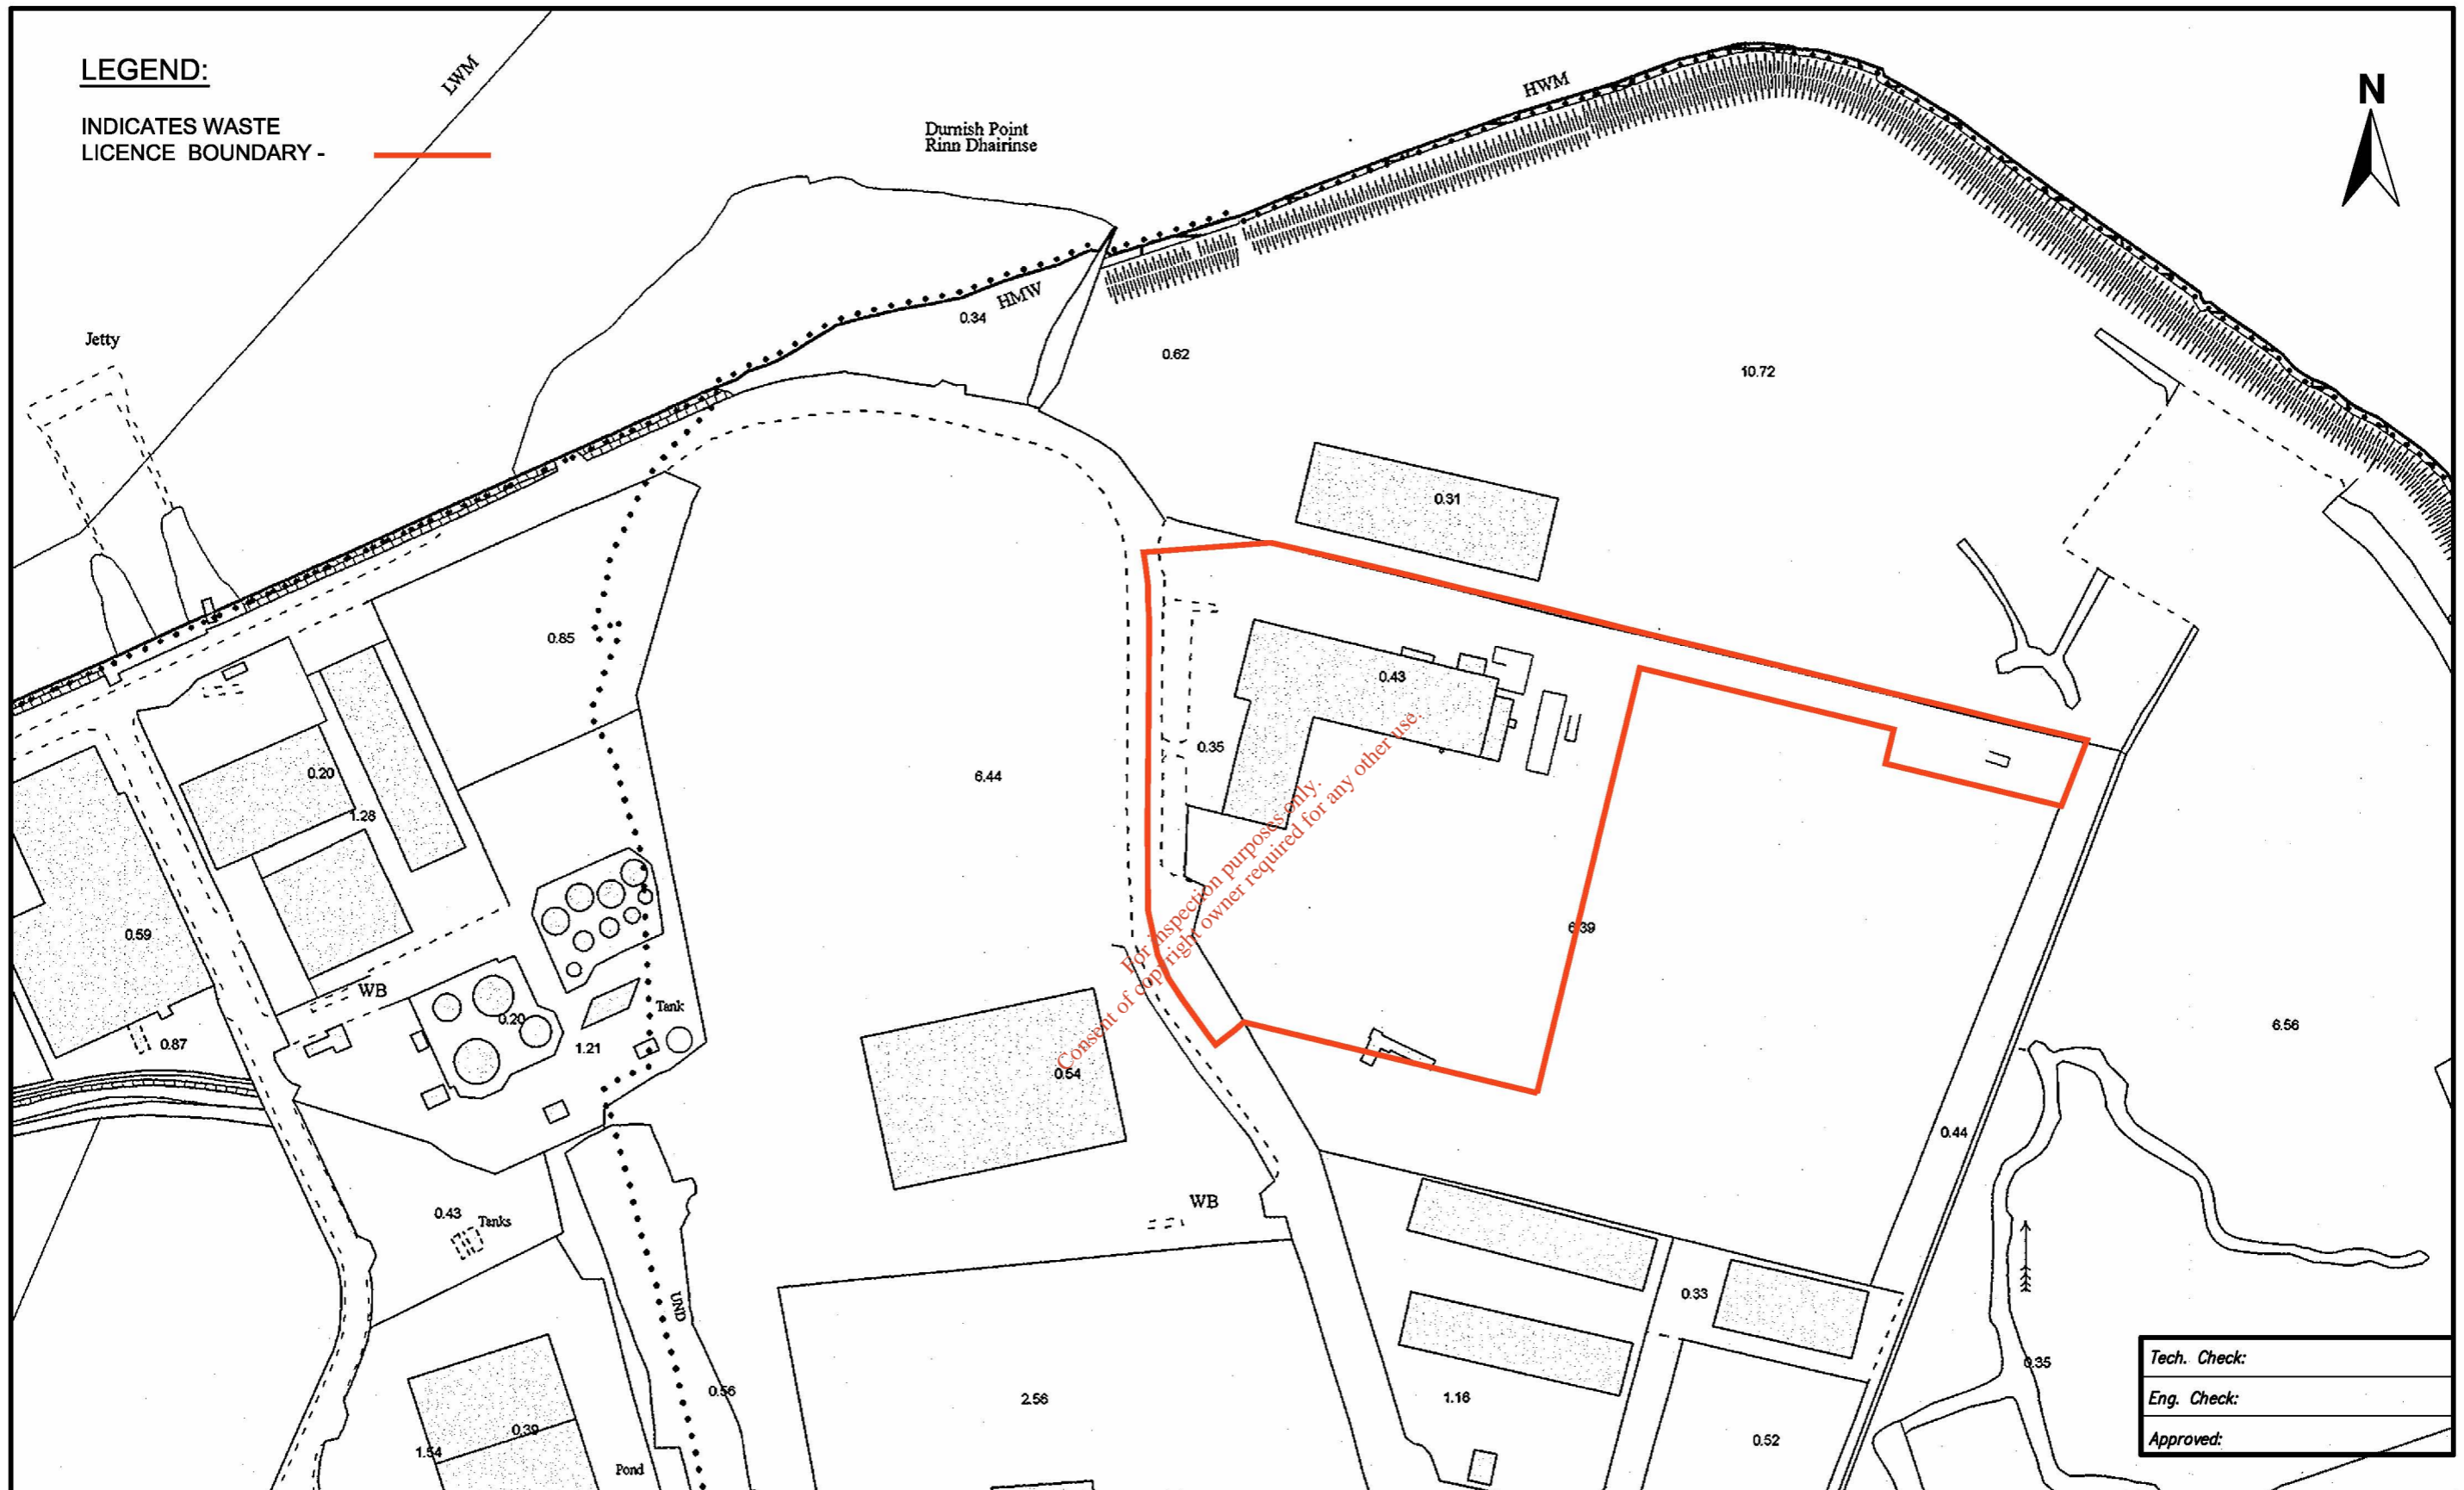 LEGEND:
INDICATES WASTE
LICENCE BOUNDARY -
LWM
HWM
N
Durnish Point
Rinn Dhairinse
HMW
0.34
Jetty
0.62
10.72
0.31
0.85
0.43
0.35
6.44
0.20
1.28
For inspection purposes only.
Consent of copyright owner required for any other use.
0.59
6.39
WB
Tank
0.20
0.87
1.21
6.56
0.54
0.44
WB
0.43
Tanks
UND
0.33
0.35
0.56
2.56
1.16
0.39
1.54
0.52
Pond
Tech. Check:
Eng. Check:
Approved: